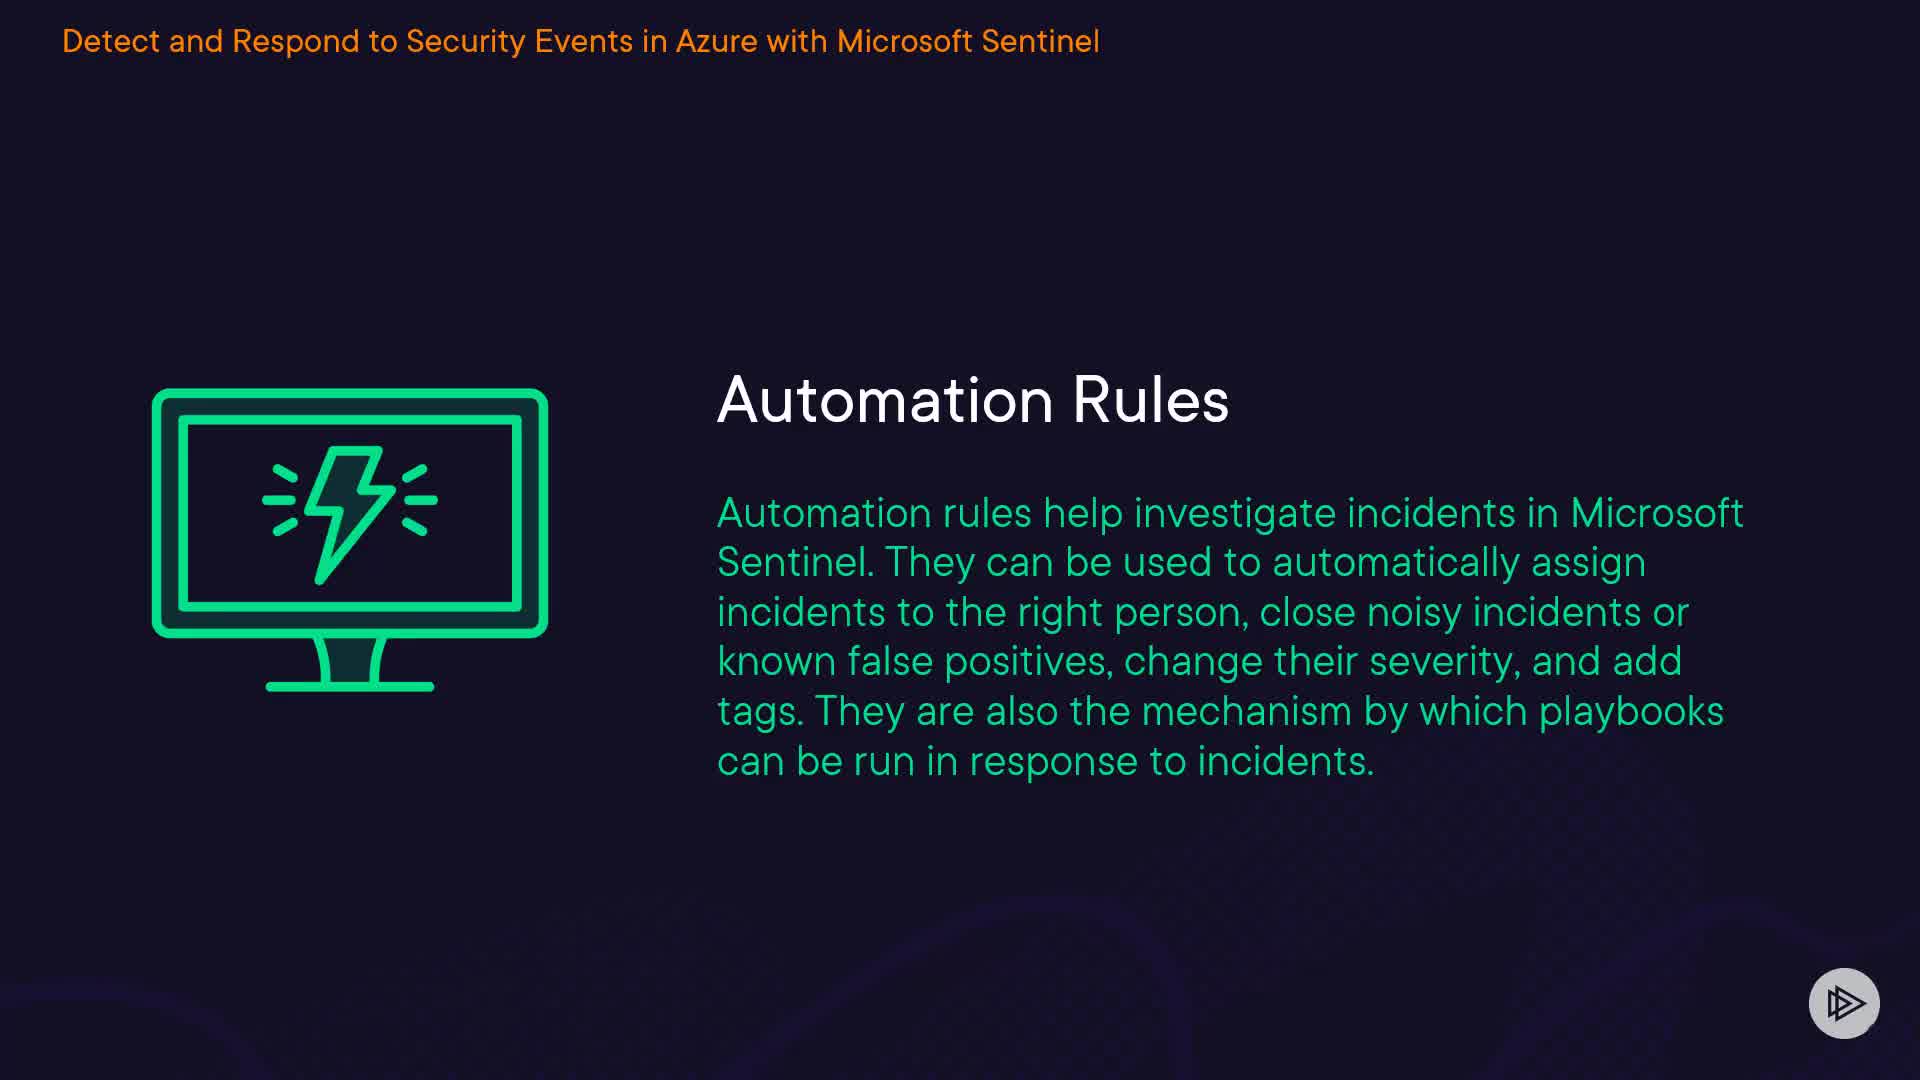 Detect and Respond to Security Events in Azure with Microsoft Sentinel
Automation Rules
Automation rules help investigate incidents in Microsoft
Sentinel. They can be used to automatically assign
incidents to the right person, close noisy incidents or
known false positives, change their severity, and add
tags. They are also the mechanism by which playbooks
can be run in response to incidents.